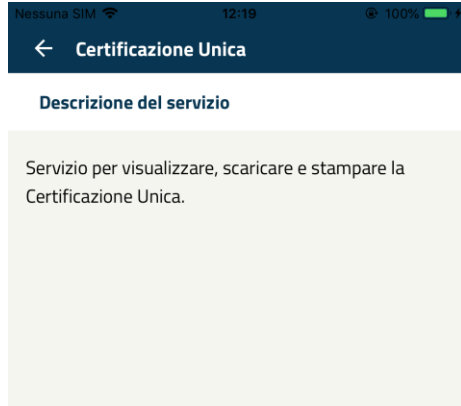 Nessuna SIM 12:19 100%
Certificazione Unica
Descrizione del servizio
Servizio per visualizzare, scaricare e stampare la
Certificazione Unica.